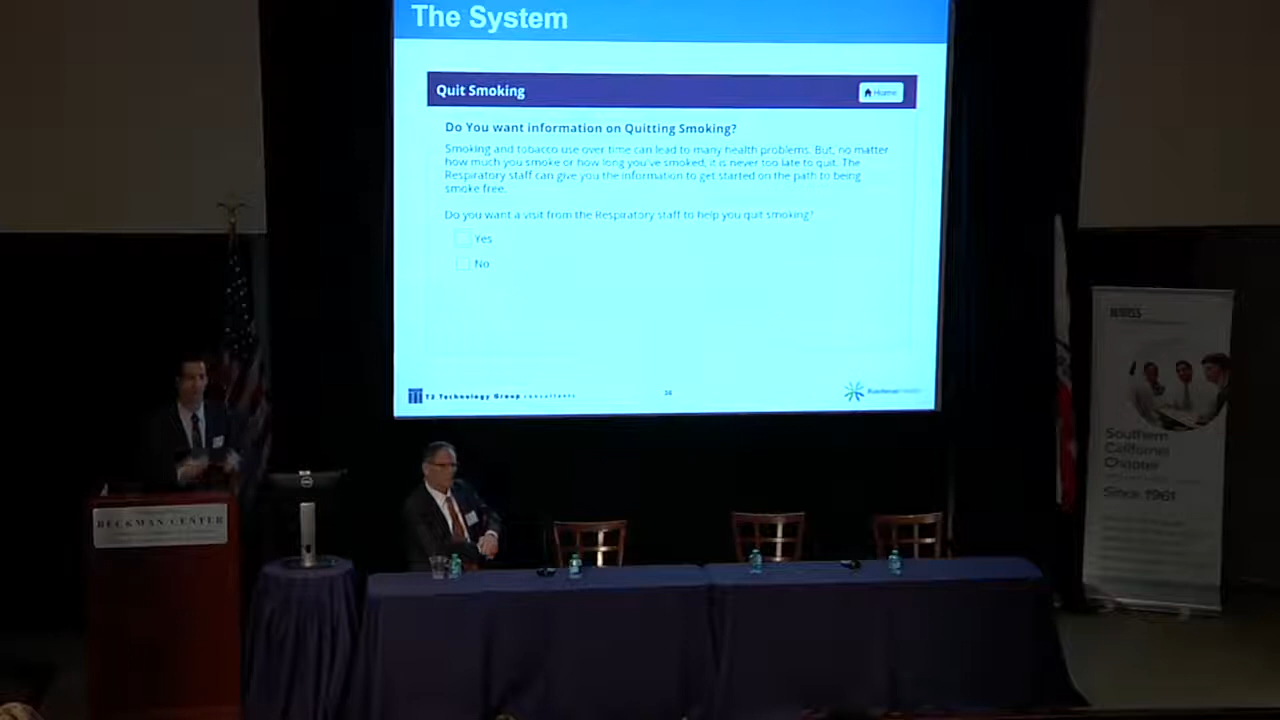 The System
Quit Smoking
Home
Do You want information on Quitting Smoking?
Smoking and tobacco use over time can lead to many health problems. But, no matter
how much you smoke or how long you've smoked, it is never too late to quit. The
Respiratory staff can give you the information to get started on the path to being
smoke free.
Do you want a visit from the Respiratory staff to help you quit smoking?
Yes
No
T2 Technology Group consultants
BECKMAN CENTER
DELL
Southern
California
Chapter
Since 1961